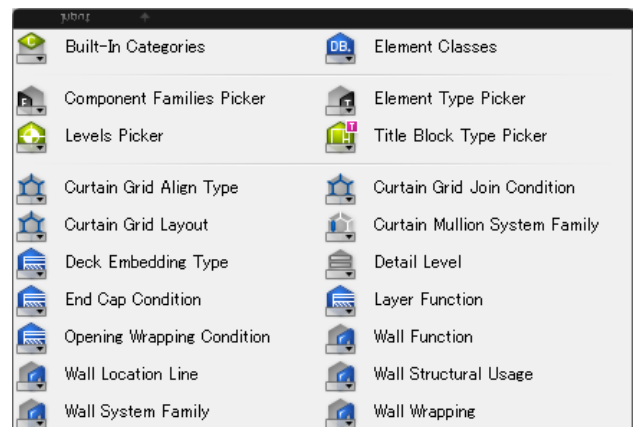 Input
Built-In Categories
DB.
Element Classes
Component Families Picker
Element Type Picker
Levels Picker
Title Block Type Picker
Curtain Grid Align Type
Curtain Grid Join Condition
Curtain Grid Layout
Curtain Mullion System Family
Deck Embedding Type
Detail Level
End Cap Condition
Layer Function
Opening Wrapping Condition
Wall Function
Wall Location Line
Wall Structural Usage
Wall System Family
Wall Wrapping